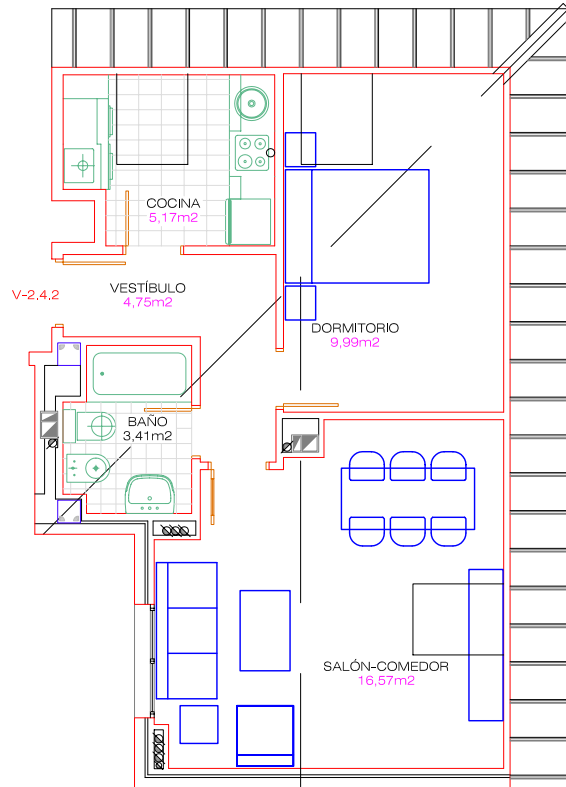 COCINA
5,17m2
VESTÍBULO
4,75m2
V-2.4.2
DORMITORIO
9,99m2
BAÑO
3,41m2
SALÓN-COMEDOR
16,57m2